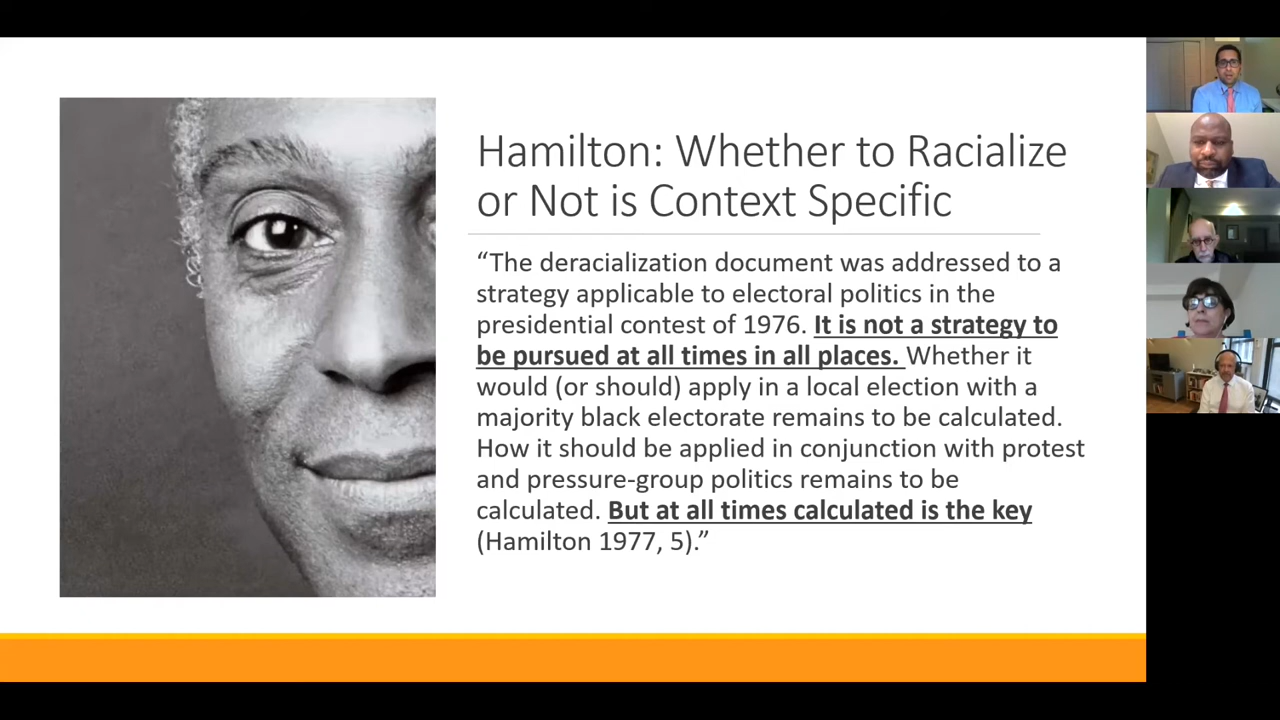 Hamilton: Whether to Racialize
or Not is Context Specific
“The deracialization document was addressed to a
strategy applicable to electoral politics in the
presidential contest of 1976. It is not a strategy to
be pursued at all times in all places. Whether it
would (or should) apply in a local election with a
majority black electorate remains to be calculated.
How it should be applied in conjunction with protest
and pressure-group politics remains to be
calculated. But at all times calculated is the key
(Hamilton 1977, 5).”